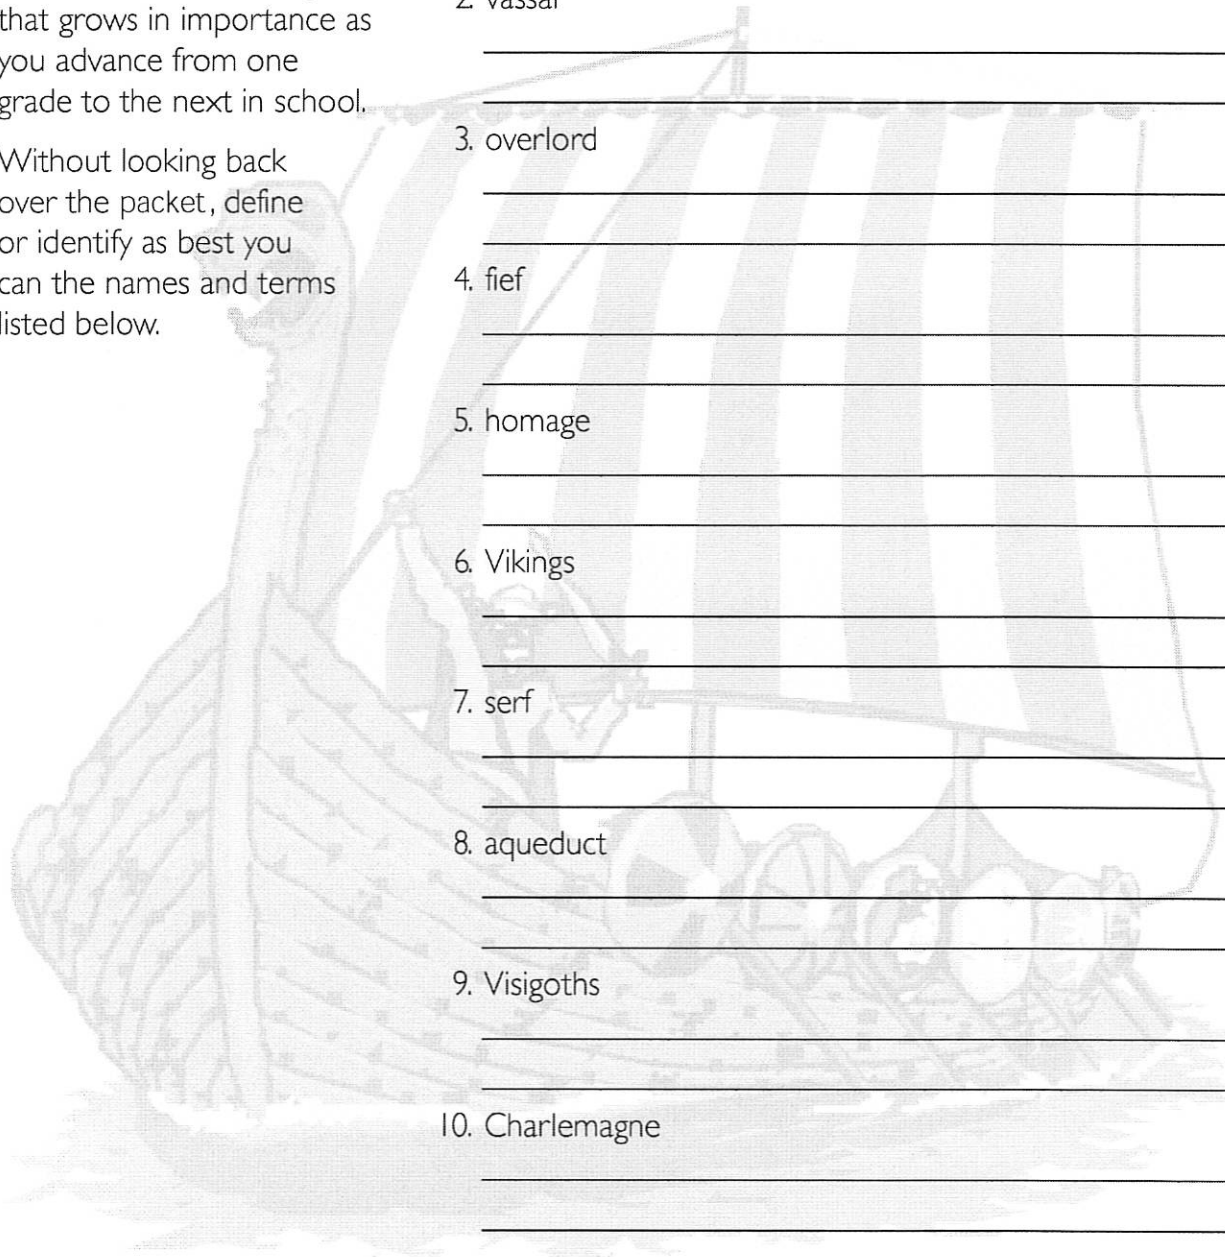 that grows in importance as
you advance from one
grade to the next in school.
Without looking back
over the packet, define
or identify as best you
can the names and terms
listed below.
2. vassal
3. overlord
4. fief
5. homage
6. Vikings
7. serf
8. aqueduct
9. Visigoths
10. Charlemagne